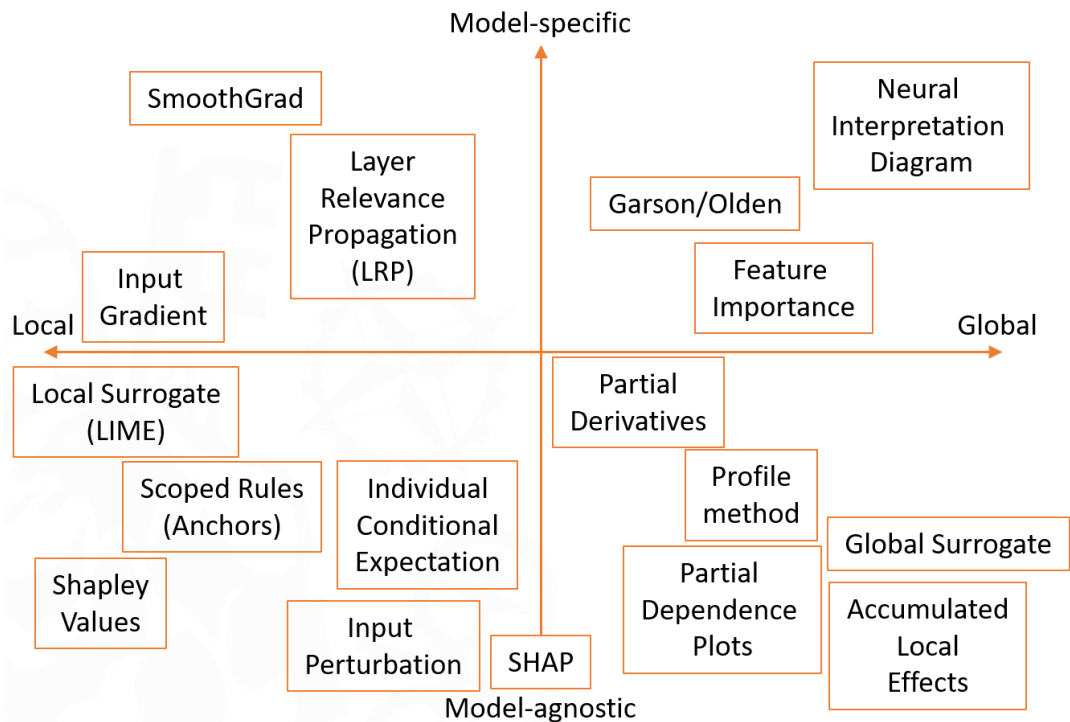 Model-specific
SmoothGrad
Neural
Interpretation
Diagram
Layer
Relevance
Propagation
(LRP)
Garson/Olden
Input
Gradient
Feature
Importance
Local
Global
Local Surrogate
(LIME)
Partial
Derivatives
Scoped Rules
(Anchors)
Individual
Conditional
Expectation
Profile
method
Global Surrogate
Shapley
Values
Partial
Dependence
Plots
Accumulated
Local
Effects
Input
Perturbation
SHAP
Model-agnostic